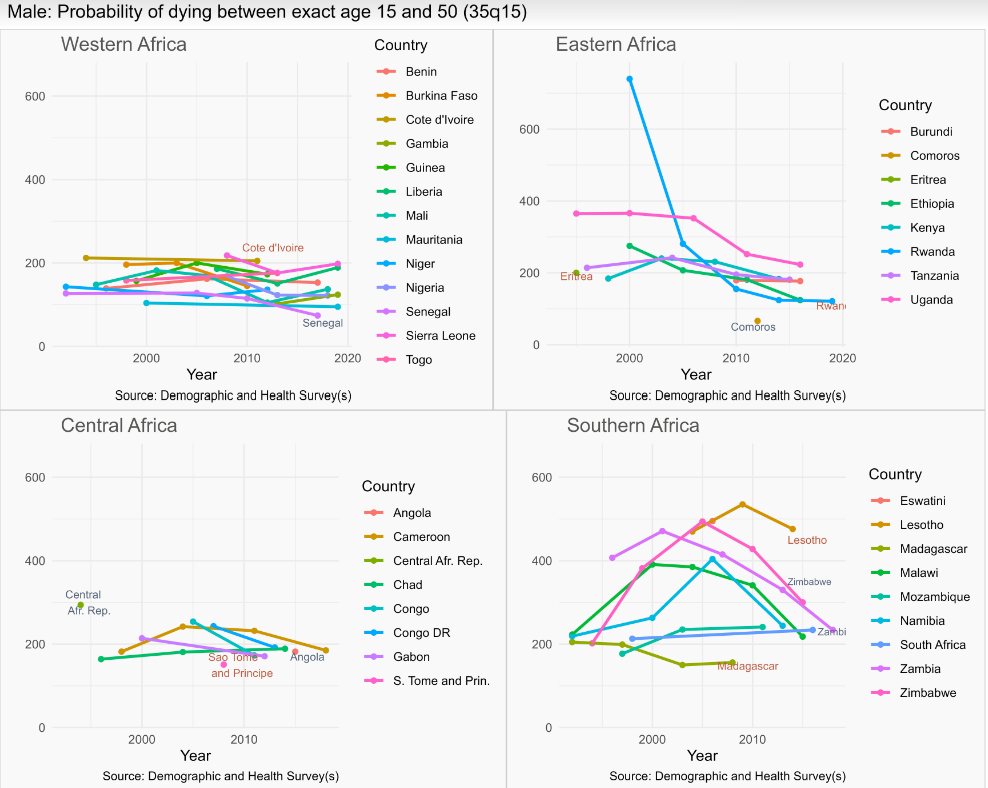 Male: Probability of dying between exact age 15 and 50 (35q15)
Western Africa
600
400
200
0
2000
2010
2020
Cote d'Ivoire
Senegal
Year
Source: Demographic and Health Survey(s)
Country
Benin
Burkina Faso
Cote d'Ivoire
Gambia
Guinea
Liberia
Mali
Mauritania
Niger
Nigeria
Senegal
Sierra Leone
Togo
Eastern Africa
600
400
200
0
2000
2010
2020
Eritrea
Rwan
Comoros
Year
Source: Demographic and Health Survey(s)
Country
Burundi
Comoros
Eritrea
Ethiopia
Kenya
Rwanda
Tanzania
Uganda
Central Africa
600
400
200
0
2000
2010
Central
Afr. Rep.
Sao Tome
and Principe
Angola
Year
Source: Demographic and Health Survey(s)
Country
Angola
Cameroon
Central Afr. Rep.
Chad
Congo
Congo DR
Gabon
S. Tome and Prin.
Southern Africa
600
400
200
0
2000
2010
Lesotho
Zimbabwe
Zambi
Madagascar
Year
Source: Demographic and Health Survey(s)
Country
Eswatini
Lesotho
Madagascar
Malawi
Mozambique
Namibia
South Africa
Zambia
Zimbabwe